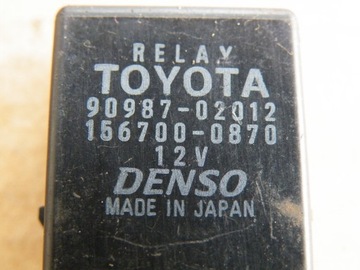 RELAY
TOYOTA
90987-02012
156700-0870
12V
DENSO
MADE IN JAPAN